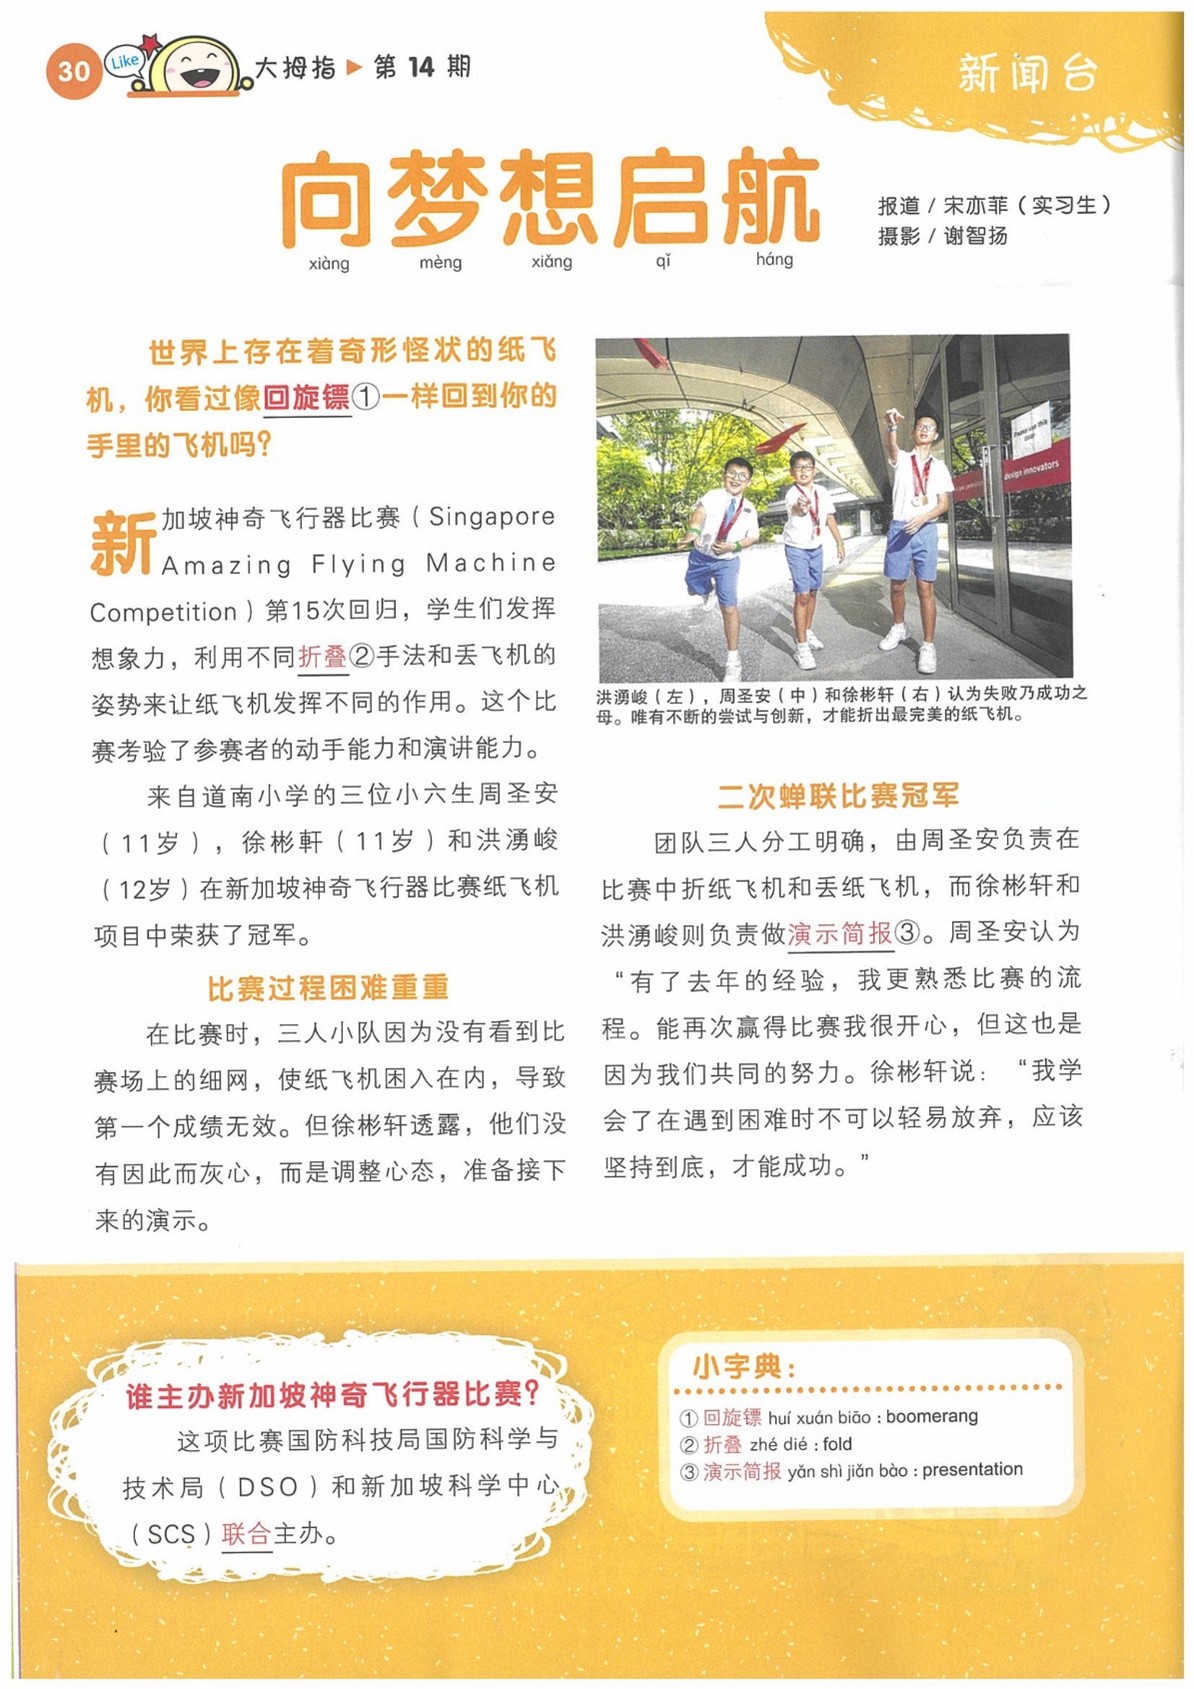 30
Like
大拇指 ▶ 第 14 期
新闻台
向梦想启航
xiàng mèng xiǎng qǐ háng
报道 / 宋亦菲（实习生）
摄影 / 谢智扬
世界上存在着奇形怪状的纸飞
机，你看过像回旋镖①一样回到你的
手里的飞机吗？
新加坡神奇飞行器比赛（Singapore
Amazing Flying Machine
Competition）第15次回归，学生们发挥
想象力，利用不同折叠②手法和丢飞机的
姿势来让纸飞机发挥不同的作用。这个比
赛考验了参赛者的动手能力和演讲能力。
来自道南小学的三位小六生周圣安
（11岁），徐彬軒（11岁）和洪湧峻
（12岁）在新加坡神奇飞行器比赛纸飞机
项目中荣获了冠军。
比赛过程困难重重
在比赛时，三人小队因为没有看到比
赛场上的细网，使纸飞机困入在内，导致
第一个成绩无效。但徐彬轩透露，他们没
有因此而灰心，而是调整心态，准备接下
来的演示。
Please use this
door
design innovators
洪湧峻（左），周圣安（中）和徐彬轩（右）认为失败乃成功之
母。唯有不断的尝试与创新，才能折出最完美的纸飞机。
二次蝉联比赛冠军
团队三人分工明确，由周圣安负责在
比赛中折纸飞机和丢纸飞机，而徐彬轩和
洪湧峻则负责做演示简报③。周圣安认为
“有了去年的经验，我更熟悉比赛的流
程。能再次赢得比赛我很开心，但这也是
因为我们共同的努力。徐彬轩说：“我学
会了在遇到困难时不可以轻易放弃，应该
坚持到底，才能成功。”
谁主办新加坡神奇飞行器比赛？
这项比赛国防科技局国防科学与
技术局（DSO）和新加坡科学中心
（SCS）联合主办。
小字典：
① 回旋镖 huí xuán biāo : boomerang
② 折叠 zhé dié : fold
③ 演示简报 yǎn shì jiǎn bào : presentation